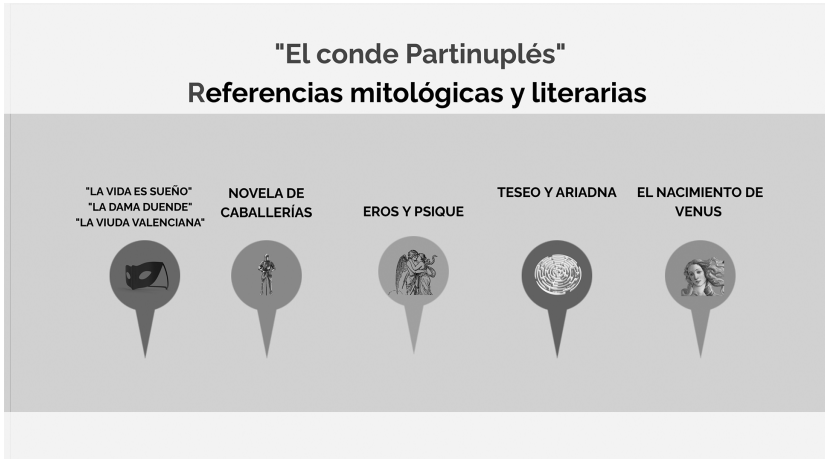 "El conde Partinuplés"
Referencias mitológicas y literarias
"LA VIDA ES SUEÑO"
"LA DAMA DUENDE"
"LA VIUDA VALENCIANA"
NOVELA DE
CABALLERÍAS
EROS Y PSIQUE
TESEO Y ARIADNA
EL NACIMIENTO DE
VENUS